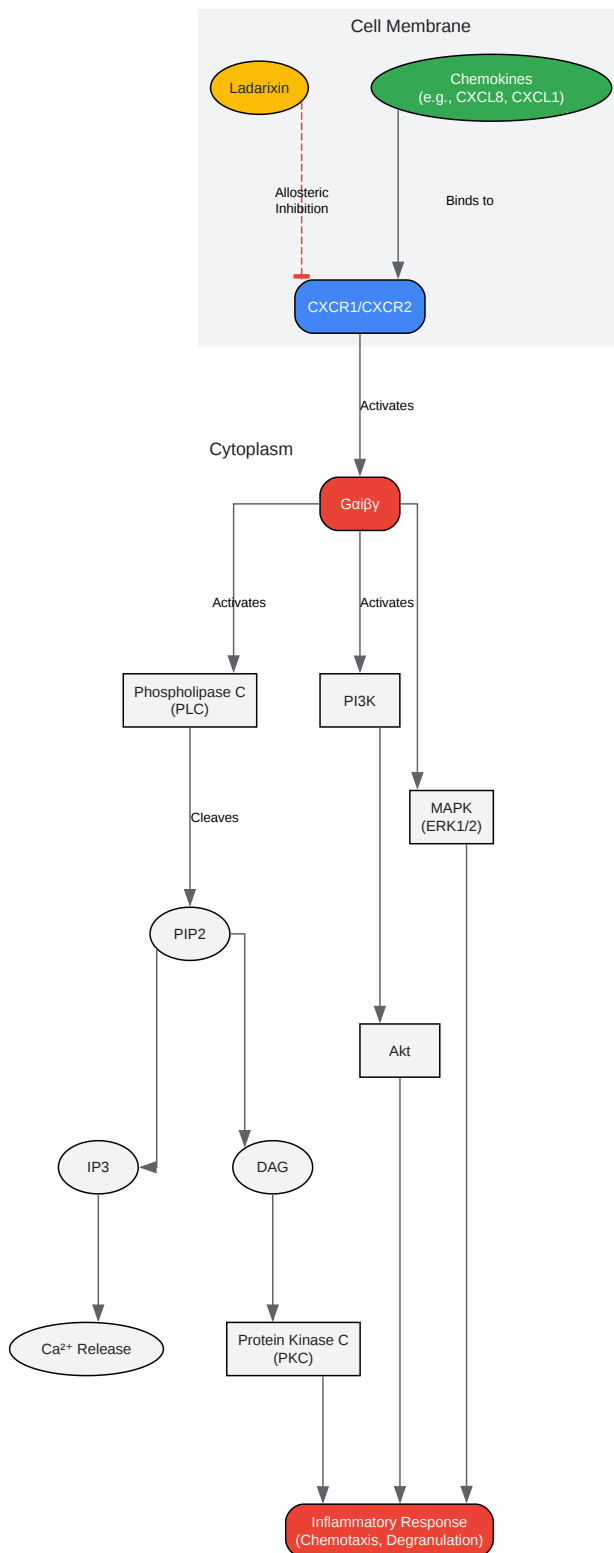 Cell Membrane
Ladarixin
Chemokines
(e.g., CXCL8, CXCL1)
Allosteric
Inhibition
Binds to
CXCR1/CXCR2
Activates
Cytoplasm
Gαiβγ
Activates
Activates
Phospholipase C
(PLC)
PI3K
MAPK
(ERK1/2)
Cleaves
PIP2
Akt
IP3
DAG
Ca²⁺ Release
Protein Kinase C
(PKC)
Inflammatory Response
(Chemotaxis, Degranulation)